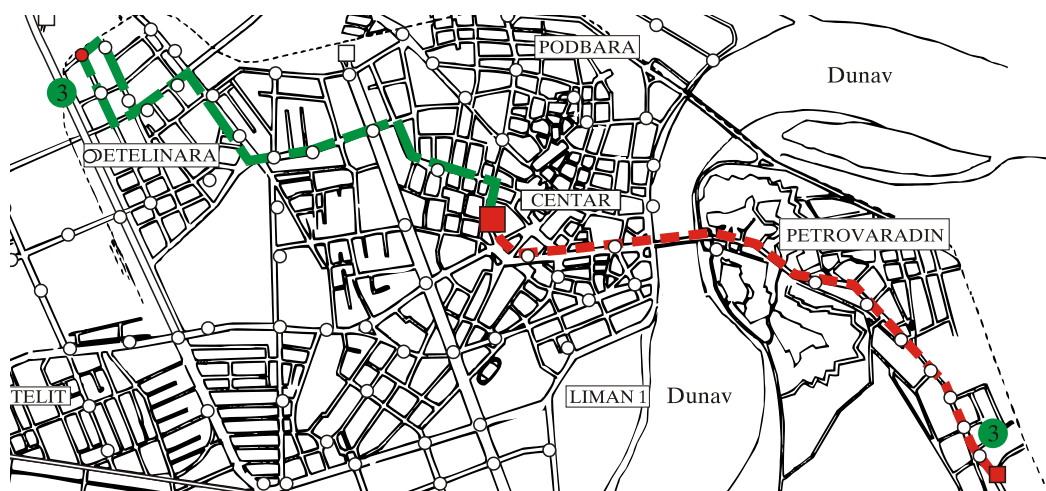 PODBARA
Dunav
3
DETELINARA
CENTAR
PETROVARADIN
TELIT
LIMAN 1
Dunav
3